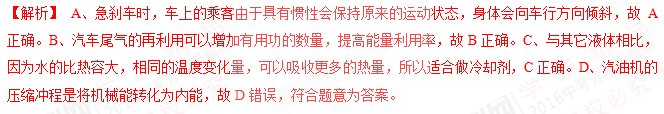 【解析】 A、急刹车时，车上的乘客由于具有惯性会保持原来的运动状态，身体会向车行方向倾斜，故 A
正确。B、汽车尾气的再利用可以增加有用功的数量，提高能量利用率，故 B 正确。C、与其它液体相比，
因为水的比热容大，相同的温度变化量，可以吸收更多的热量，所以适合做冷却剂，C 正确。D、汽油机的
压缩冲程是将机械能转化为内能，故 D 错误，符合题意为答案。